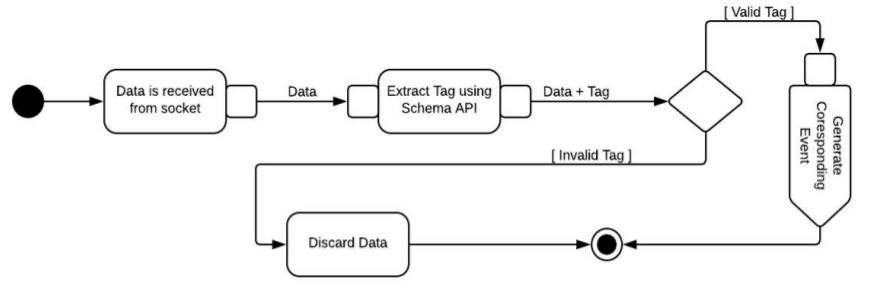 [ Valid Tag ]
Data is received
from socket
Data
Extract Tag using
Schema API
Data + Tag
Generate
Coresponding
Event
[ Invalid Tag ]
Discard Data